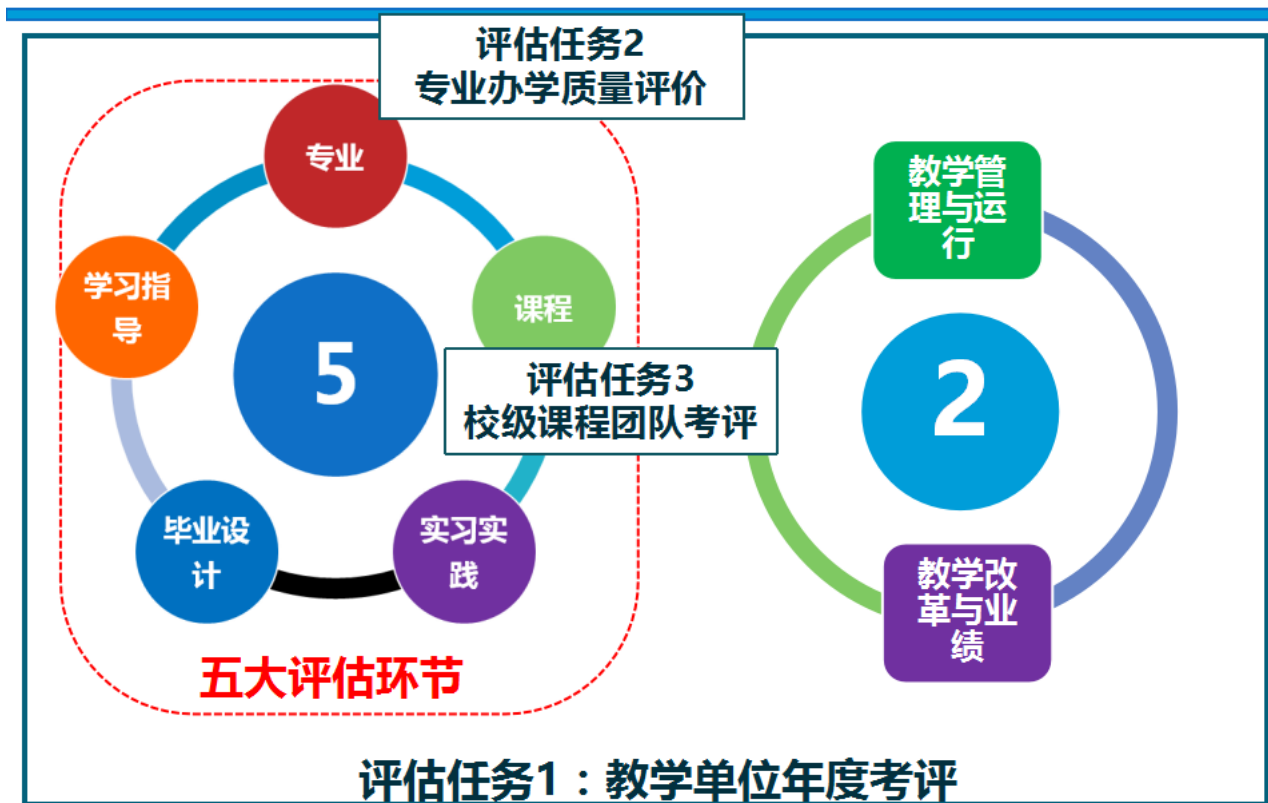 评估任务2
专业办学质量评价
专业
学习指
导
5
课程
评估任务3
校级课程团队考评
毕业设
计
实习实
践
五大评估环节
教学管
理与运
行
2
教学改
革与业
绩
评估任务1：教学单位年度考评